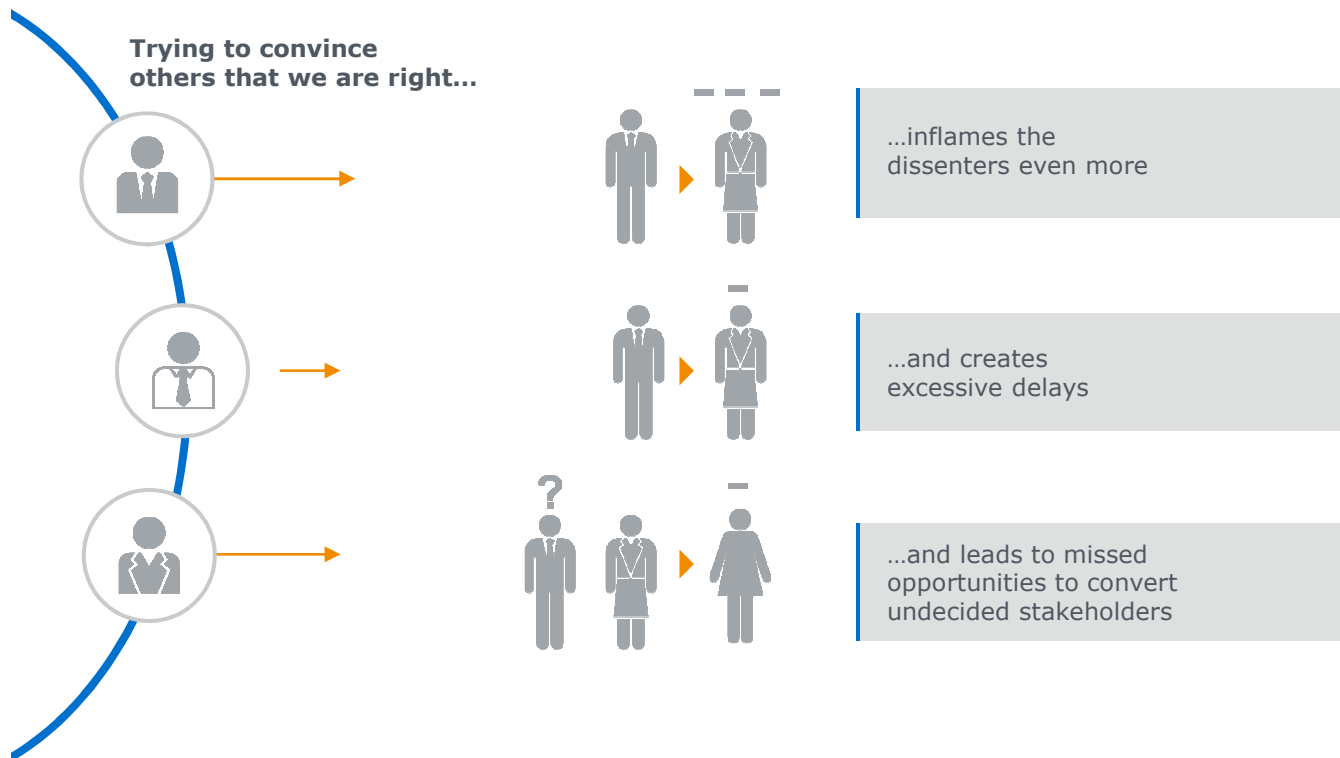 Trying to convince
others that we are right…
…inflames the
dissenters even more
…and creates
excessive delays
?
…and leads to missed
opportunities to convert
undecided stakeholders